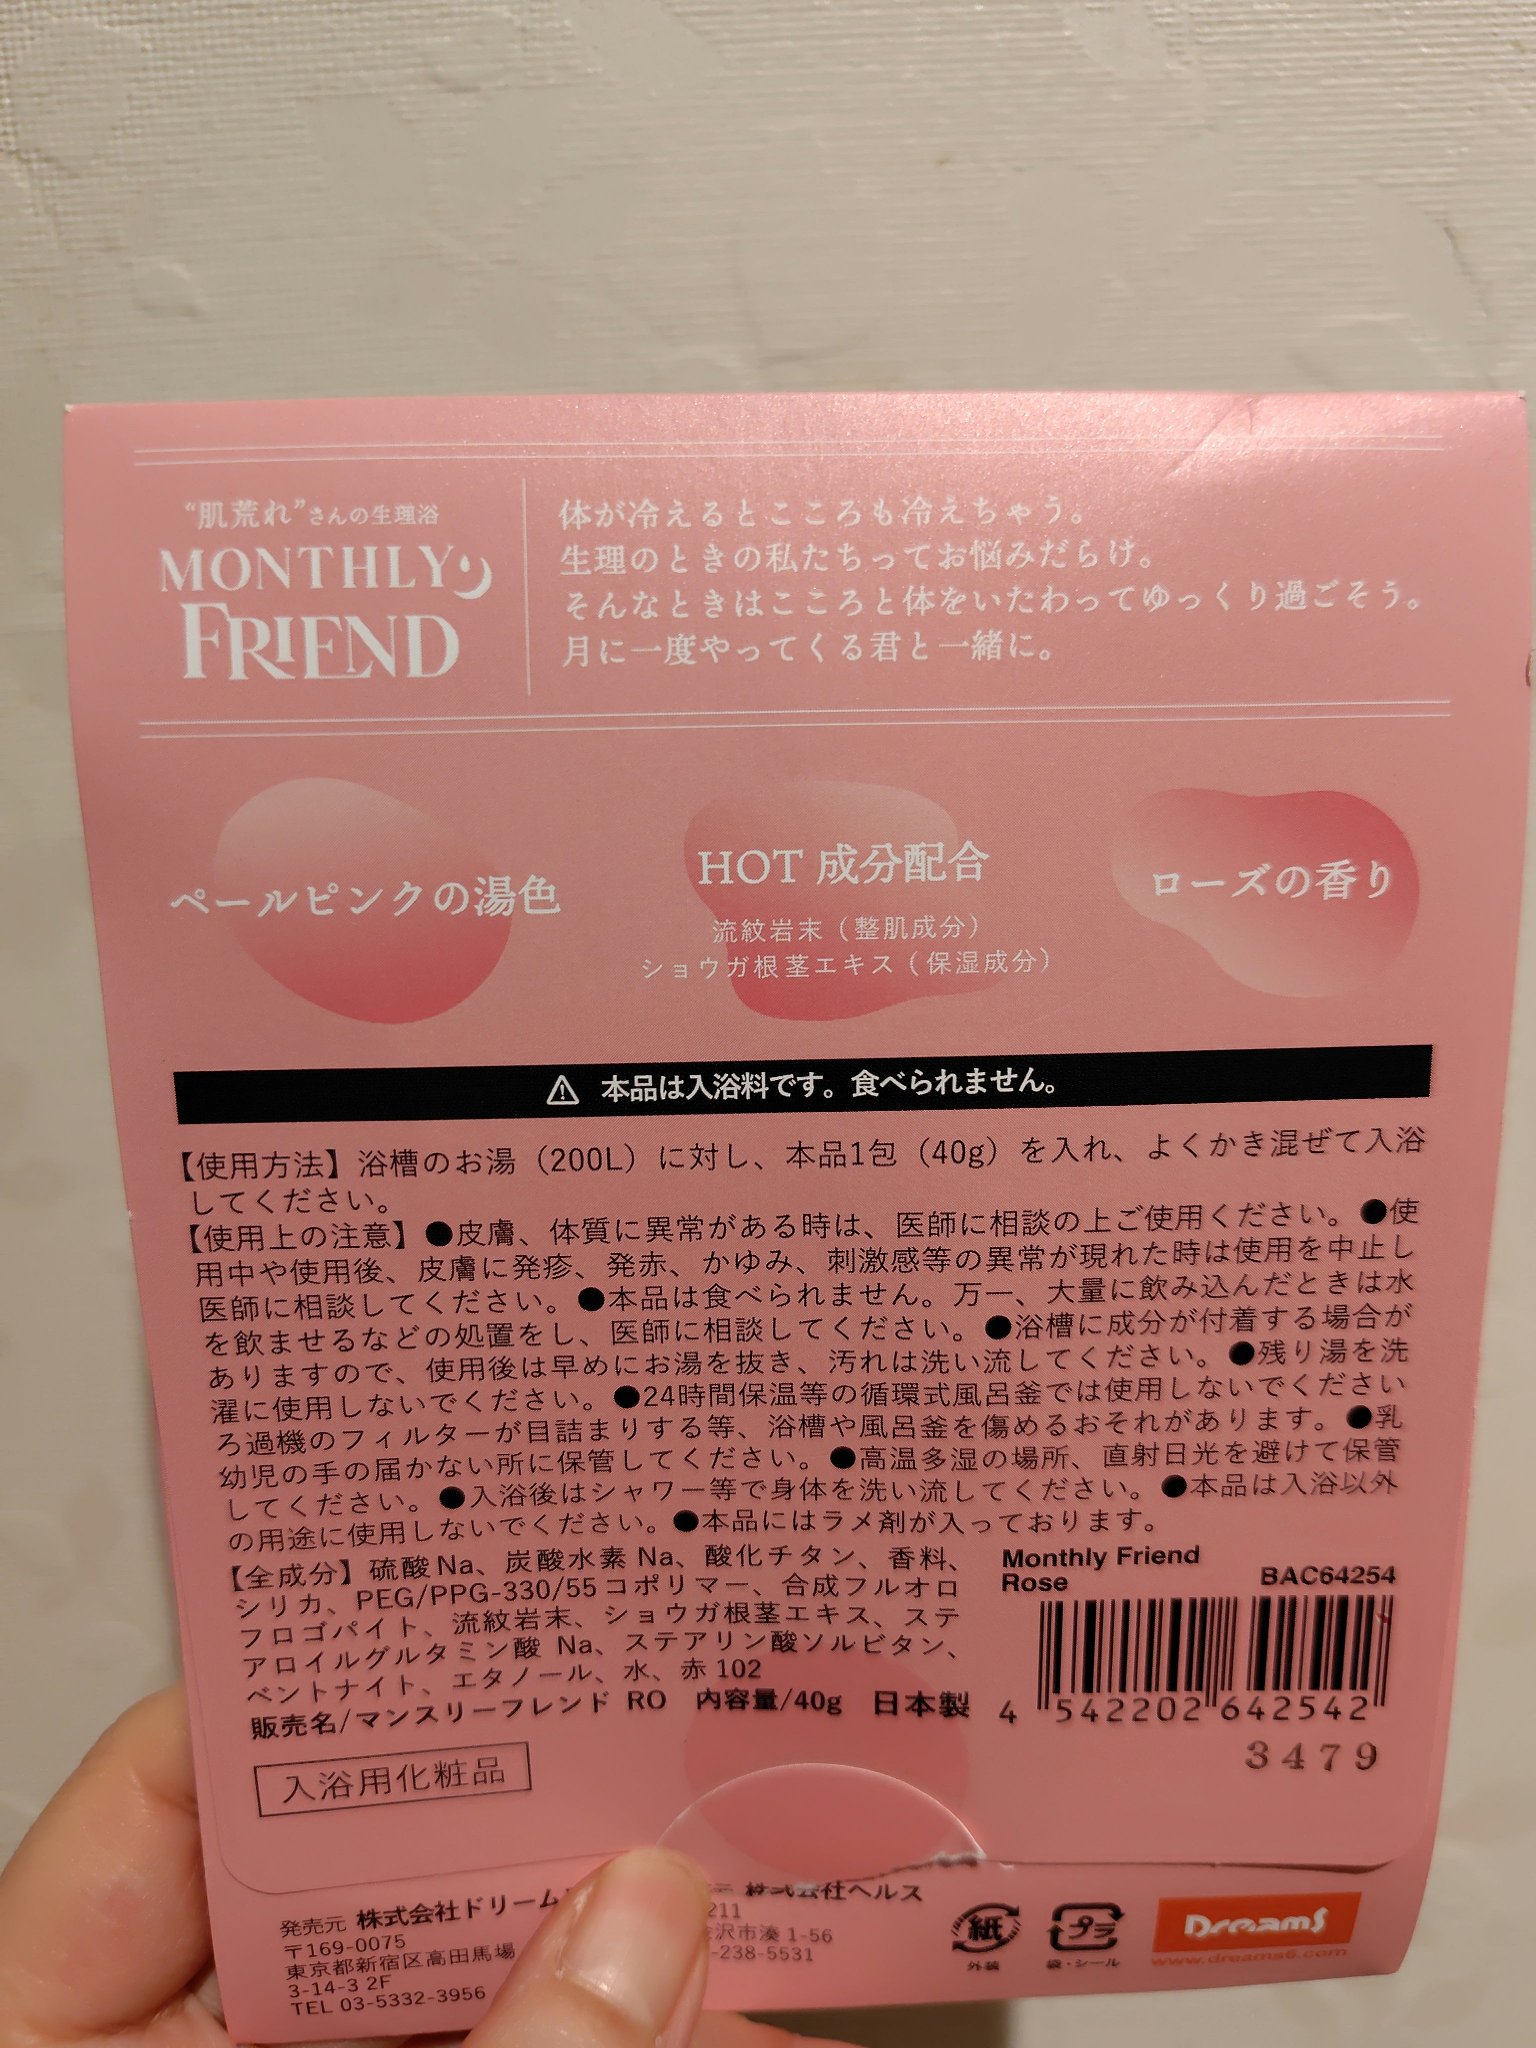 “肌荒れ”さんの生理浴
MONTHLY
FRIEND
体が冷えるとこころも冷えちゃう。
生理のときの私たちってお悩みだらけ。
そんなときはこころと体をいたわってゆっくり過ごそう。
月に一度やってくる君と一緒に。
ペールピンクの湯色
HOT 成分配合
流紋岩末（整肌成分）
ショウガ根茎エキス（保湿成分）
ローズの香り
本品は入浴料です。食べられません。
【使用方法】浴槽のお湯（200L）に対し、本品1包（40g）を入れ、よくかき混ぜて入浴
してください。
【使用上の注意】●皮膚、体質に異常がある時は、医師に相談の上ご使用ください。●使
用中や使用後、皮膚に発疹、発赤、かゆみ、刺激感等の異常が現れた時は使用を中止し
医師に相談してください。●本品は食べられません。万一、大量に飲み込んだときは水
を飲ませるなどの処置をし、医師に相談してください。●浴槽に成分が付着する場合が
ありますので、使用後は早めにお湯を抜き、汚れは洗い流してください。●残り湯を洗
濯に使用しないでください。●24時間保温等の循環式風呂釜では使用しないでください
ろ過機のフィルターが目詰まりする等、浴槽や風呂釜を傷めるおそれがあります。●乳
幼児の手の届かない所に保管してください。●高温多湿の場所、直射日光を避けて保管
してください。●入浴後はシャワー等で身体を洗い流してください。●本品は入浴以外
の用途に使用しないでください。●本品にはラメ剤が入っております。
【全成分】硫酸Na、炭酸水素 Na、酸化チタン、香料、
シリカ、PEG/PPG-330/55コポリマー、合成フルオロ
フロゴパイト、流紋岩末、ショウガ根茎エキス、ステ
アロイルグルタミン酸 Na、ステアリン酸ソルビタン、
ベントナイト、エタノール、水、赤 102
販売名/マンスリーフレンド RO 内容量/40g 日本製
Monthly Friend
Rose BAC64254
4 542202 642542
3479
入浴用化粧品
発売元 株式会社ドリーム
〒169-0075
東京都新宿区高田馬場
3-14-3 2F
TEL 03-5332-3956
株式会社ヘルス
211
沢市湊 1-56
-238-5531
紙
外装
プラ
袋・シール
Dreams
www.dreams6.com